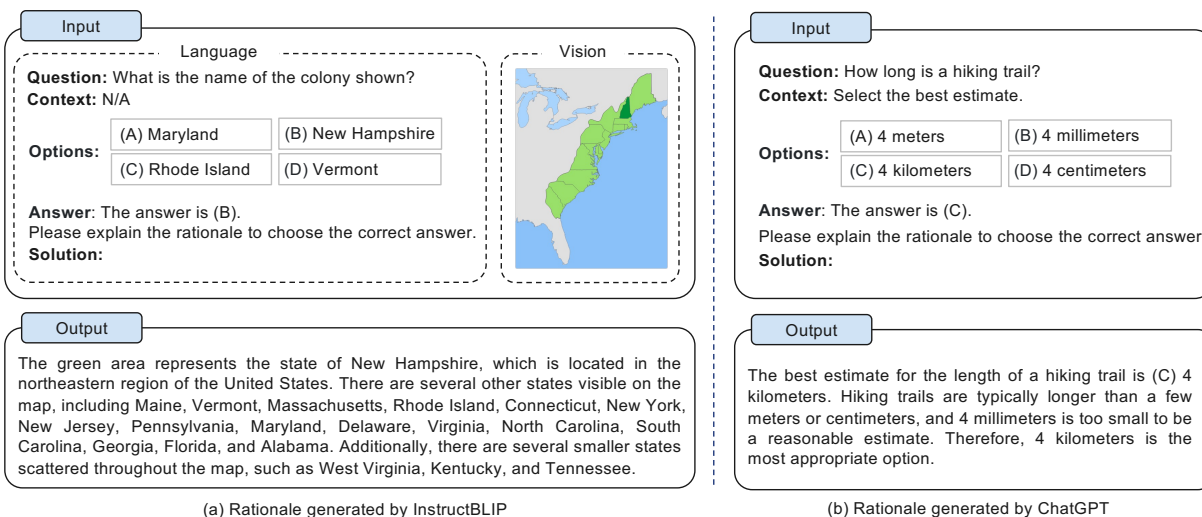 Input
Language
Question: What is the name of the colony shown?
Context: N/A
Options:
(A) Maryland
(B) New Hampshire
(C) Rhode Island
(D) Vermont
Answer: The answer is (B).
Please explain the rationale to choose the correct answer.
Solution:
Vision
Output
The green area represents the state of New Hampshire, which is located in the
northeastern region of the United States. There are several other states visible on the
map, including Maine, Vermont, Massachusetts, Rhode Island, Connecticut, New York,
New Jersey, Pennsylvania, Maryland, Delaware, Virginia, North Carolina, South
Carolina, Georgia, Florida, and Alabama. Additionally, there are several smaller states
scattered throughout the map, such as West Virginia, Kentucky, and Tennessee.
(a) Rationale generated by InstructBLIP
Input
Question: How long is a hiking trail?
Context: Select the best estimate.
Options:
(A) 4 meters
(B) 4 millimeters
(C) 4 kilometers
(D) 4 centimeters
Answer: The answer is (C).
Please explain the rationale to choose the correct answer
Solution:
Output
The best estimate for the length of a hiking trail is (C) 4
kilometers. Hiking trails are typically longer than a few
meters or centimeters, and 4 millimeters is too small to be
a reasonable estimate. Therefore, 4 kilometers is the
most appropriate option.
(b) Rationale generated by ChatGPT